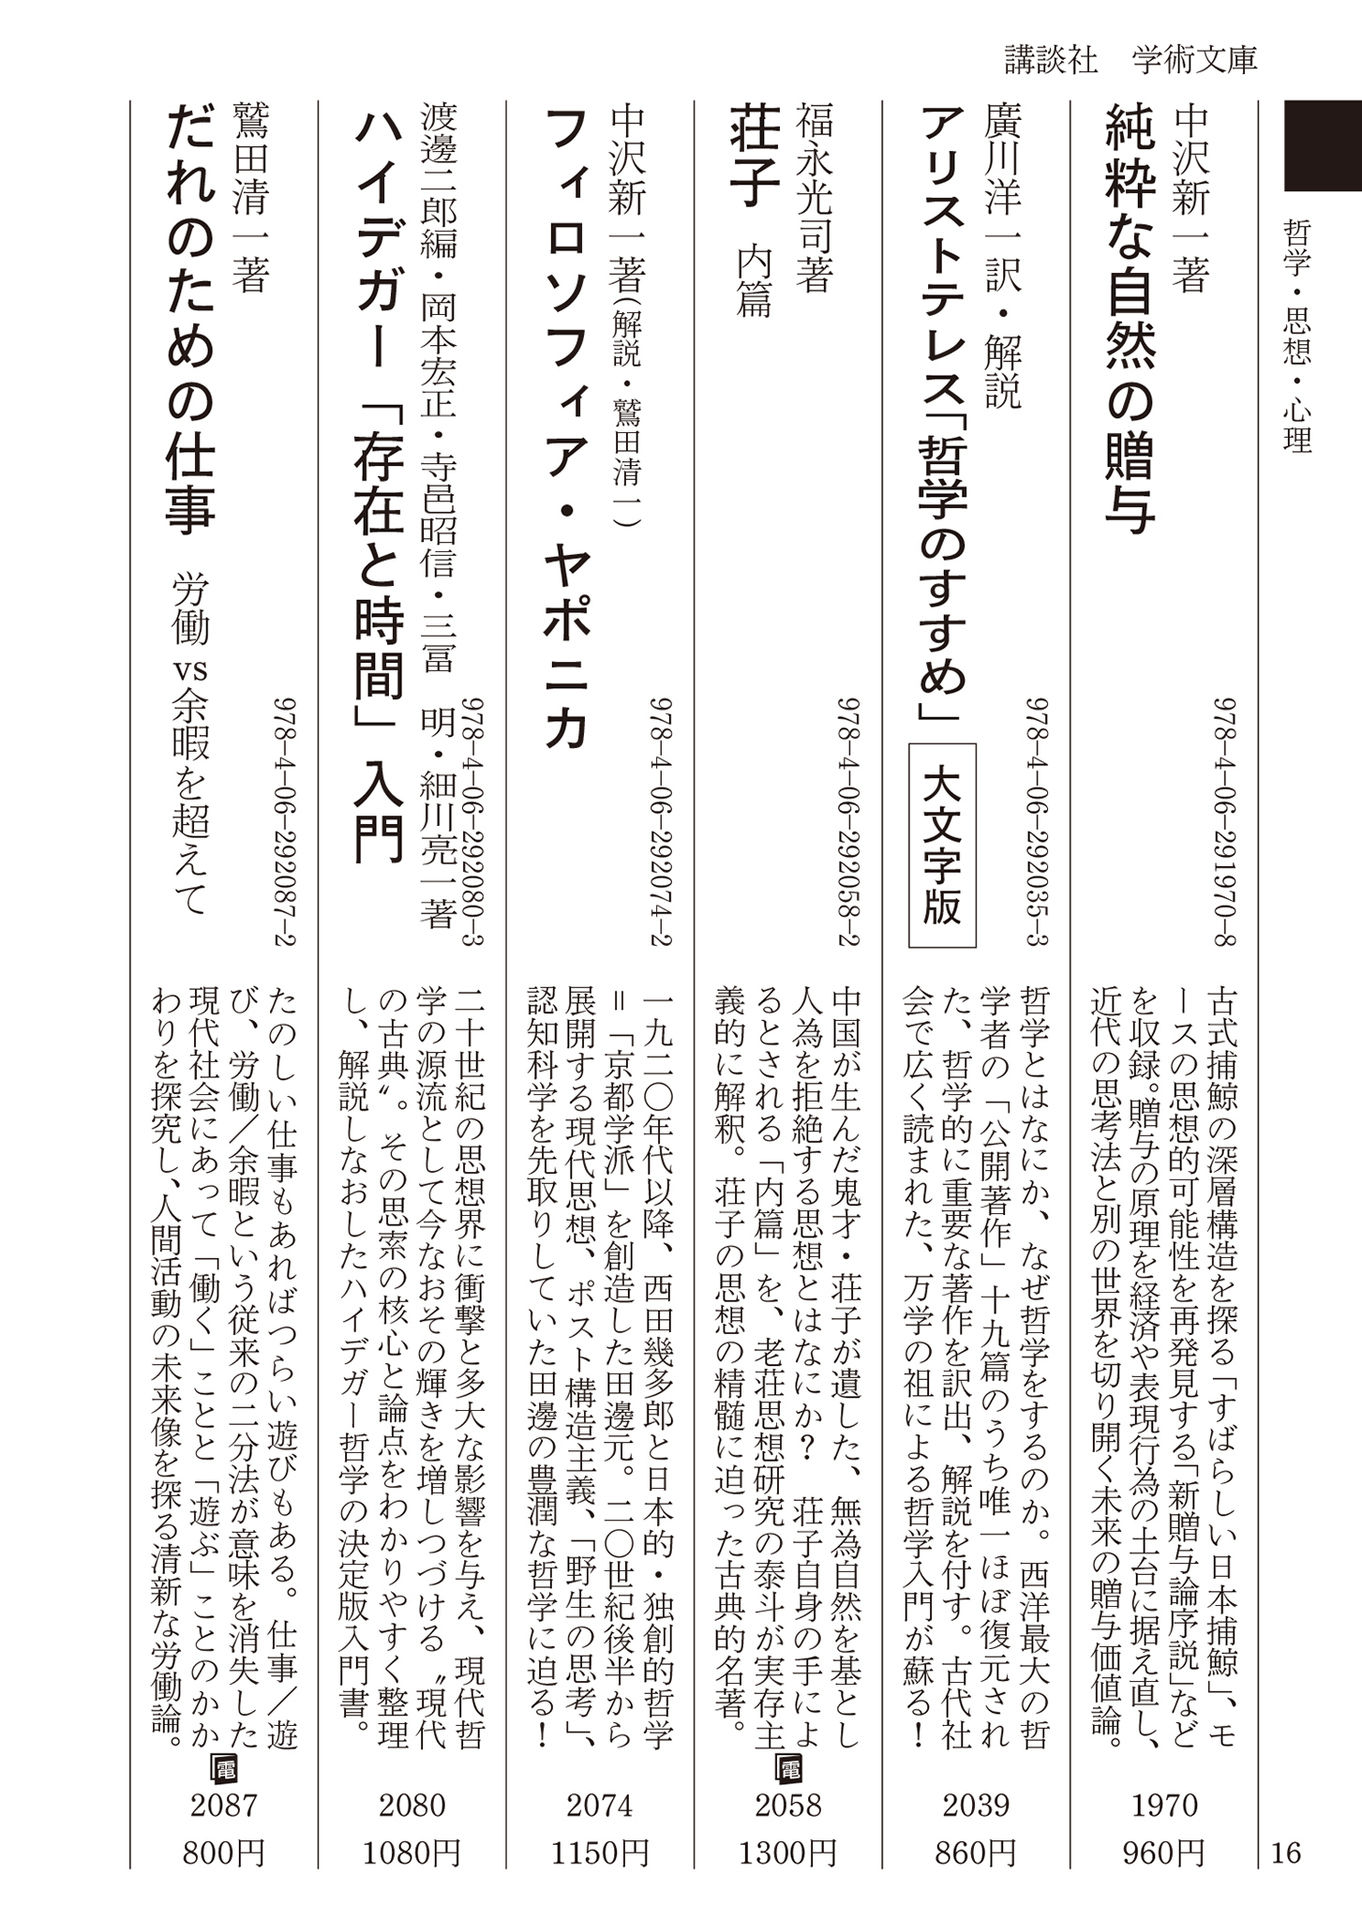 講談社　学術文庫
哲学・思想・心理
中沢新一著
純粋な自然の贈与
978-4-06-291970-8
古式捕鯨の深層構造を探る「すばらしい日本捕鯨」、モ
ースの思想的可能性を再発見する「新贈与論序説」など
を収録。贈与の原理を経済や表現行為の土台に据え直し、
近代の思考法と別の世界を切り開く未来の贈与価値論。
1970
960円
廣川洋一訳・解説
アリストテレス「哲学のすすめ」 大文字版
978-4-06-292035-3
哲学とはなにか、なぜ哲学をするのか。西洋最大の哲
学者の「公開著作」十九篇のうち唯一ほぼ復元され
た、哲学的に重要な著作を訳出、解説を付す。古代社
会で広く読まれた、万学の祖による哲学入門が蘇る！
2039
860円
福永光司著
荘子　内篇
978-4-06-292058-2
中国が生んだ鬼才・荘子が遺した、無為自然を基とし
人為を拒絶する思想とはなにか？　荘子自身の手によ
るとされる「内篇」を、老荘思想研究の泰斗が実存主
義的に解釈。荘子の思想の精髄に迫った古典的名著。
電
2058
1300円
中沢新一著（解説・鷲田清一）
フィロソフィア・ヤポニカ
978-4-06-292074-2
一九二〇年代以降、西田幾多郎と日本的・独創的哲学
＝「京都学派」を創造した田邊元。二〇世紀後半から
展開する現代思想、ポスト構造主義、「野生の思考」、
認知科学を先取りしていた田邊の豊潤な哲学に迫る！
2074
1150円
渡邊二郎編・岡本宏正・寺邑昭信・三冨　明・細川亮一著
ハイデガー「存在と時間」入門
978-4-06-292080-3
二十世紀の思想界に衝撃と多大な影響を与え、現代哲
学の源流として今なおその輝きを増しつづける〝現代
の古典〟。その思索の核心と論点をわかりやすく整理
し、解説しなおしたハイデガー哲学の決定版入門書。
2080
1080円
鷲田清一著
だれのための仕事　労働vs余暇を超えて
978-4-06-292087-2
たのしい仕事もあればつらい遊びもある。仕事／遊
び、労働／余暇という従来の二分法が意味を消失した
現代社会にあって「働く」ことと「遊ぶ」ことのかか
わりを探究し、人間活動の未来像を探る清新な労働論。
電
2087
800円
16